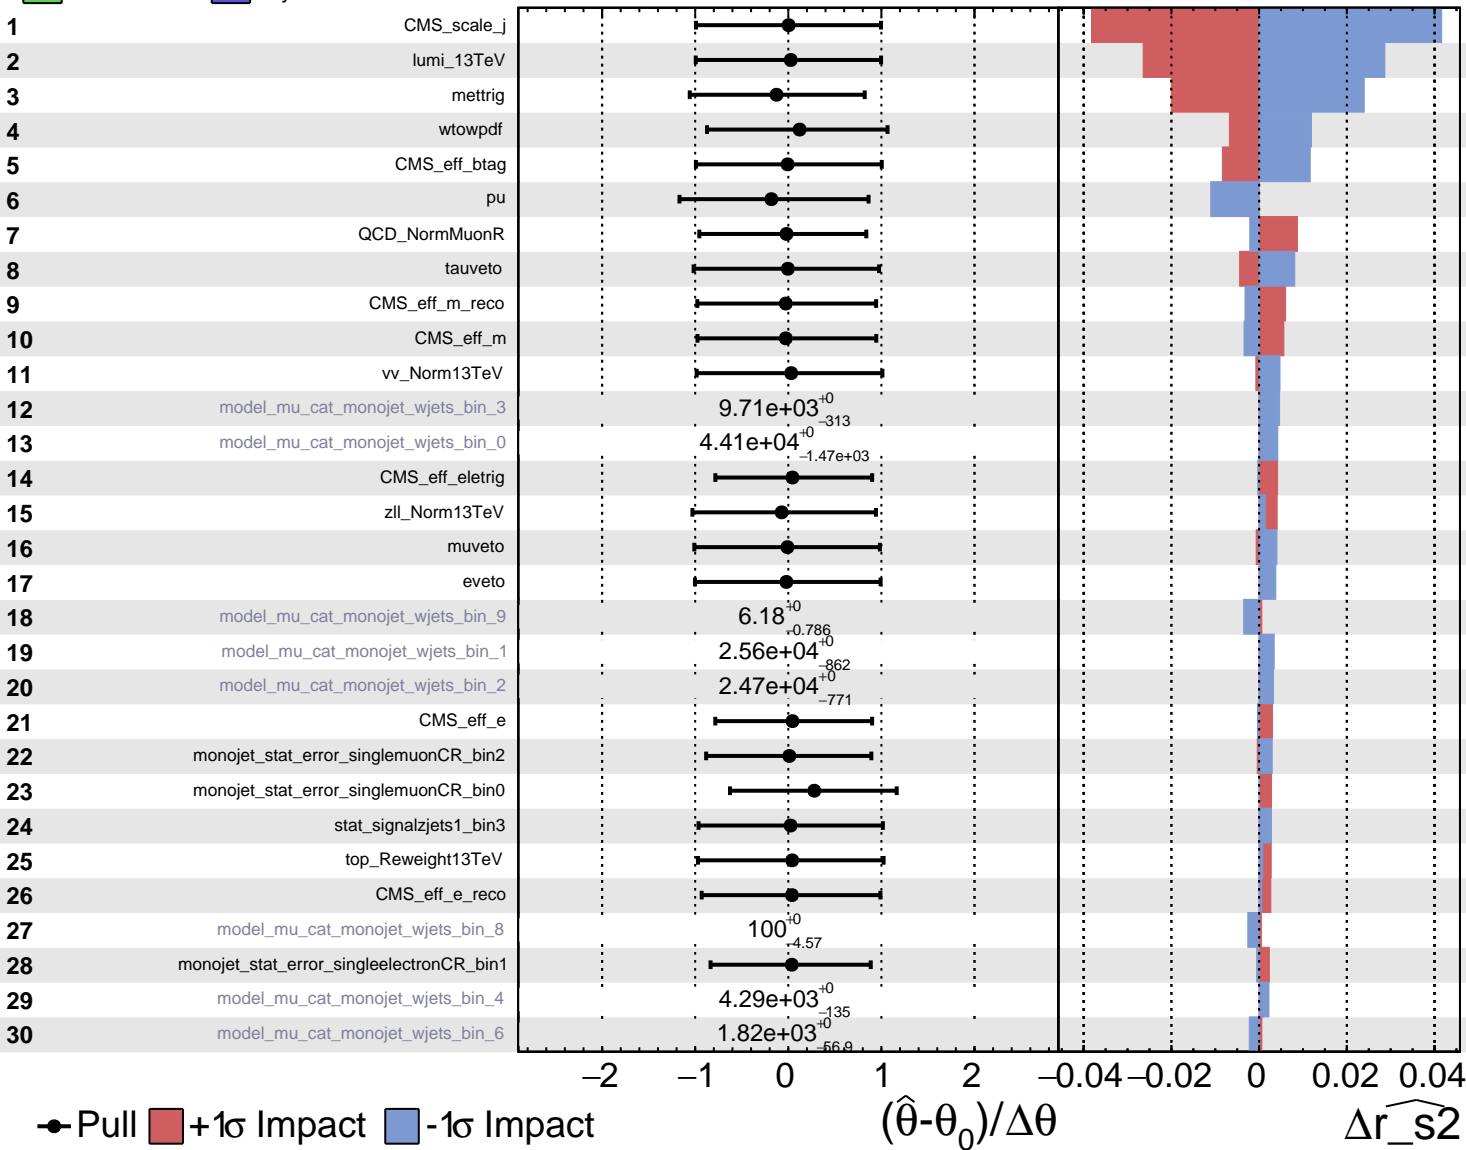 1 CMS_scale_j
2 lumi_13TeV
3 mettrig
4 wtowpdf
5 CMS_eff_btag
6 pu
7 QCD_NormMuonR
8 tauveto
9 CMS_eff_m_reco
10 CMS_eff_m
11 vv_Norm13TeV
12 model_mu_cat_monojet_wjets_bin_3 9.71e+03 +0 −313
13 model_mu_cat_monojet_wjets_bin_0 4.41e+04 +0 −1.47e+03
14 CMS_eff_eletrig
15 zll_Norm13TeV
16 muveto
17 eveto
18 model_mu_cat_monojet_wjets_bin_9 6.18 +0 −0.786
19 model_mu_cat_monojet_wjets_bin_1 2.56e+04 +0 −862
20 model_mu_cat_monojet_wjets_bin_2 2.47e+04 +0 −771
21 CMS_eff_e
22 monojet_stat_error_singlemuonCR_bin2
23 monojet_stat_error_singlemuonCR_bin0
24 stat_signalzjets1_bin3
25 top_Reweight13TeV
26 CMS_eff_e_reco
27 model_mu_cat_monojet_wjets_bin_8 100 +0 −4.57
28 monojet_stat_error_singleelectronCR_bin1
29 model_mu_cat_monojet_wjets_bin_4 4.29e+03 +0 −135
30 model_mu_cat_monojet_wjets_bin_6 1.82e+03 +0 −56.9
−2 −1 0 1 2 −0.04 −0.02 0 0.02 0.04
Pull +1σ Impact -1σ Impact (θ̂-θ₀)/Δθ Δr_s2